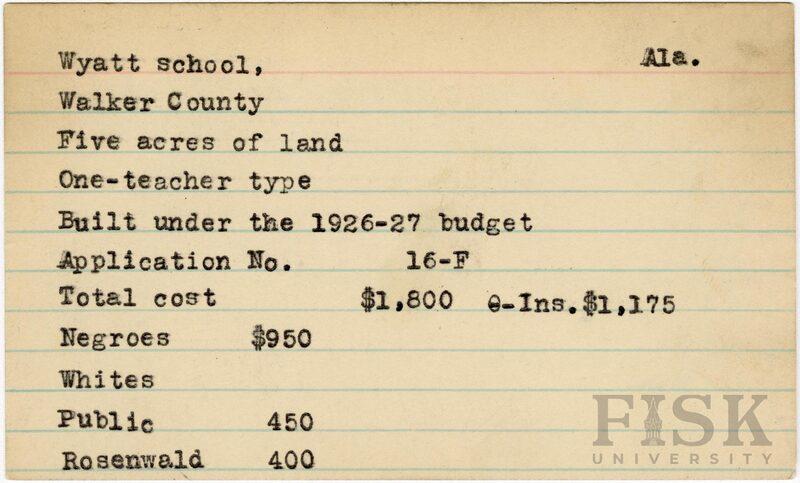 Wyatt school, Ala.
Walker County
Five acres of land
One-teacher type
Built under the 1926-27 budget
Application No. 16-F
Total cost $1,800 θ-Ins.$1,175
Negroes $950
Whites
Public 450
Rosenwald 400
FISK
UNIVERSITY